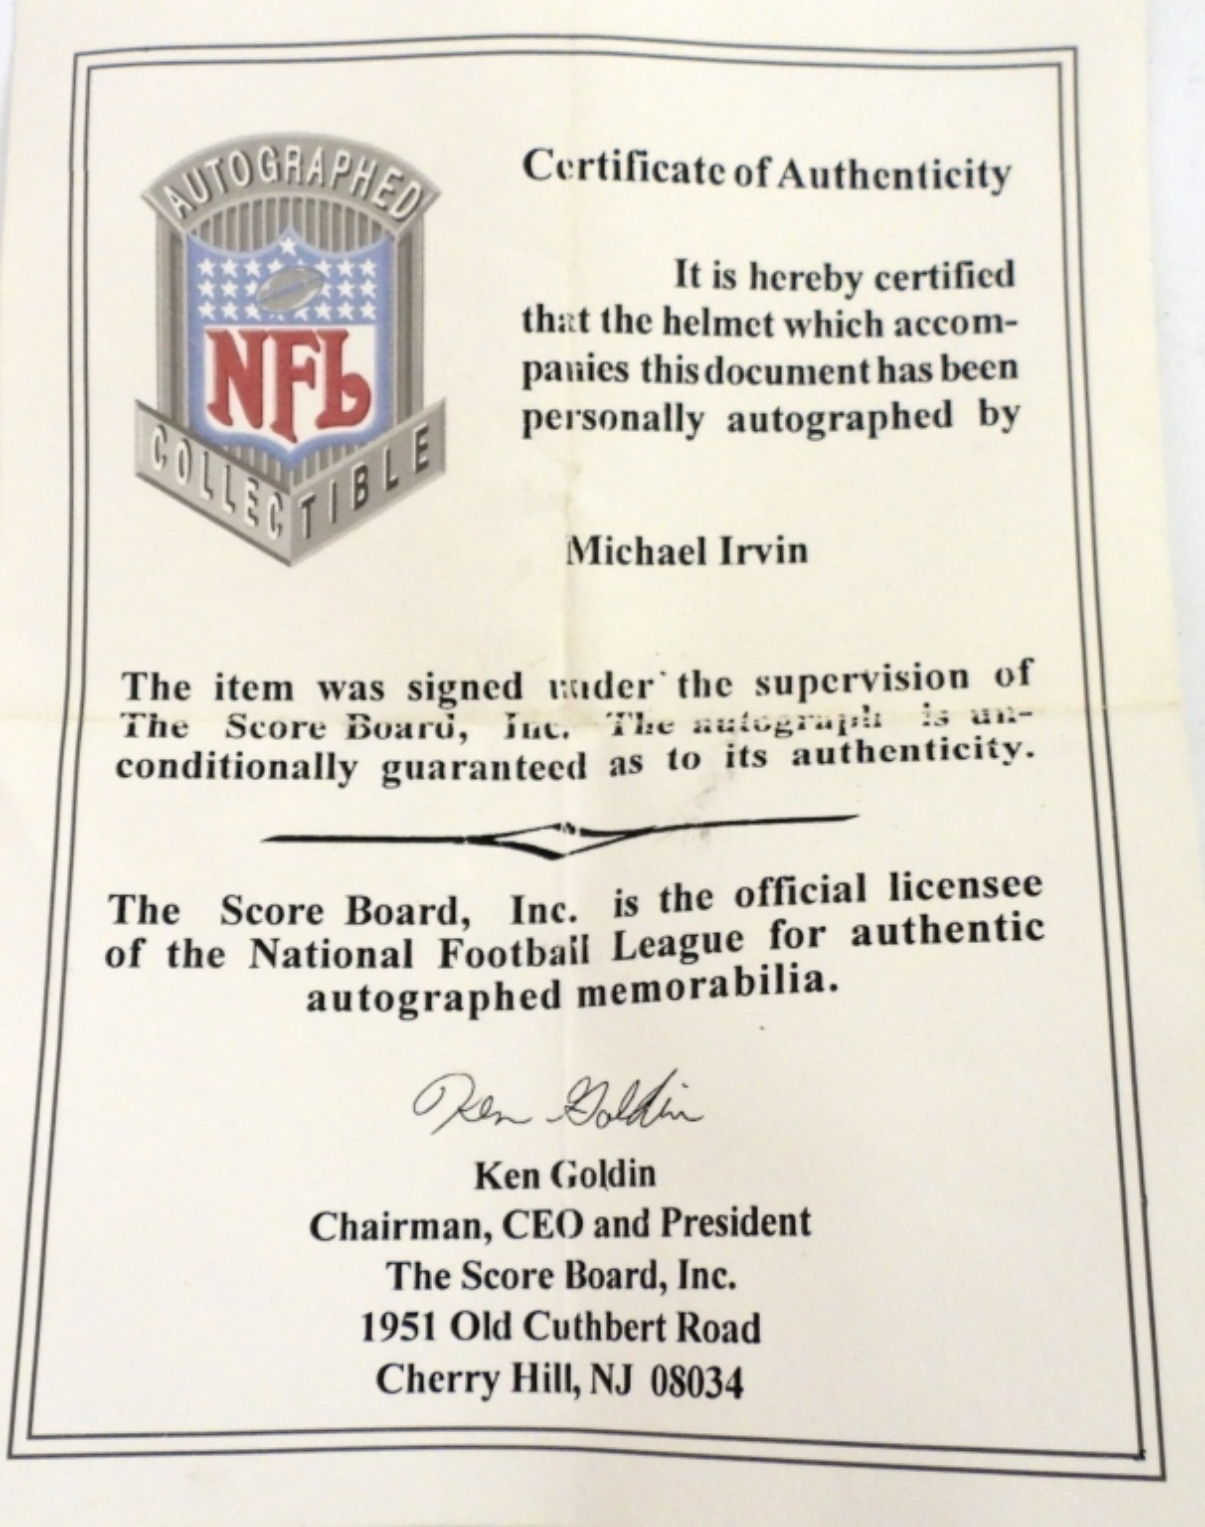 AUTOGRAPHED
NFL
COLLECTIBLE
Certificate of Authenticity
It is hereby certified
that the helmet which accom-
panies this document has been
personally autographed by
Michael Irvin
The item was signed under the supervision of
The Score Board, Inc. The autograph is un-
conditionally guaranteed as to its authenticity.
The Score Board, Inc. is the official licensee
of the National Football League for authentic
autographed memorabilia.
Ken Goldin
Ken Goldin
Chairman, CEO and President
The Score Board, Inc.
1951 Old Cuthbert Road
Cherry Hill, NJ 08034